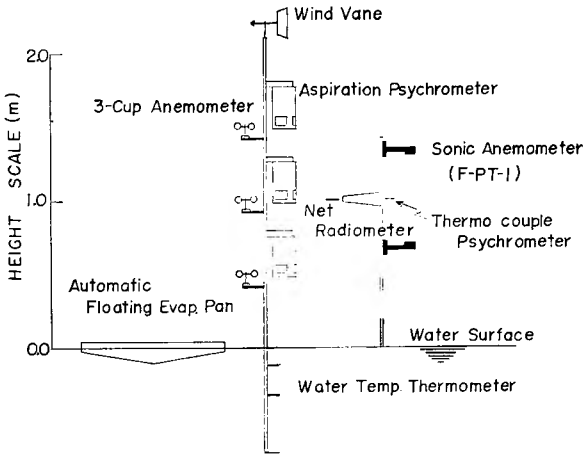 Wind Vane
2.0
Aspiration Psychrometer
3-Cup Anemometer
Sonic Anemometer
(F-PT-1)
HEIGHT SCALE (m)
1.0
Net
Radiometer
Thermo couple
Psychrometer
Automatic
Floating Evap. Pan
Water Surface
0.0
Water Temp. Thermometer